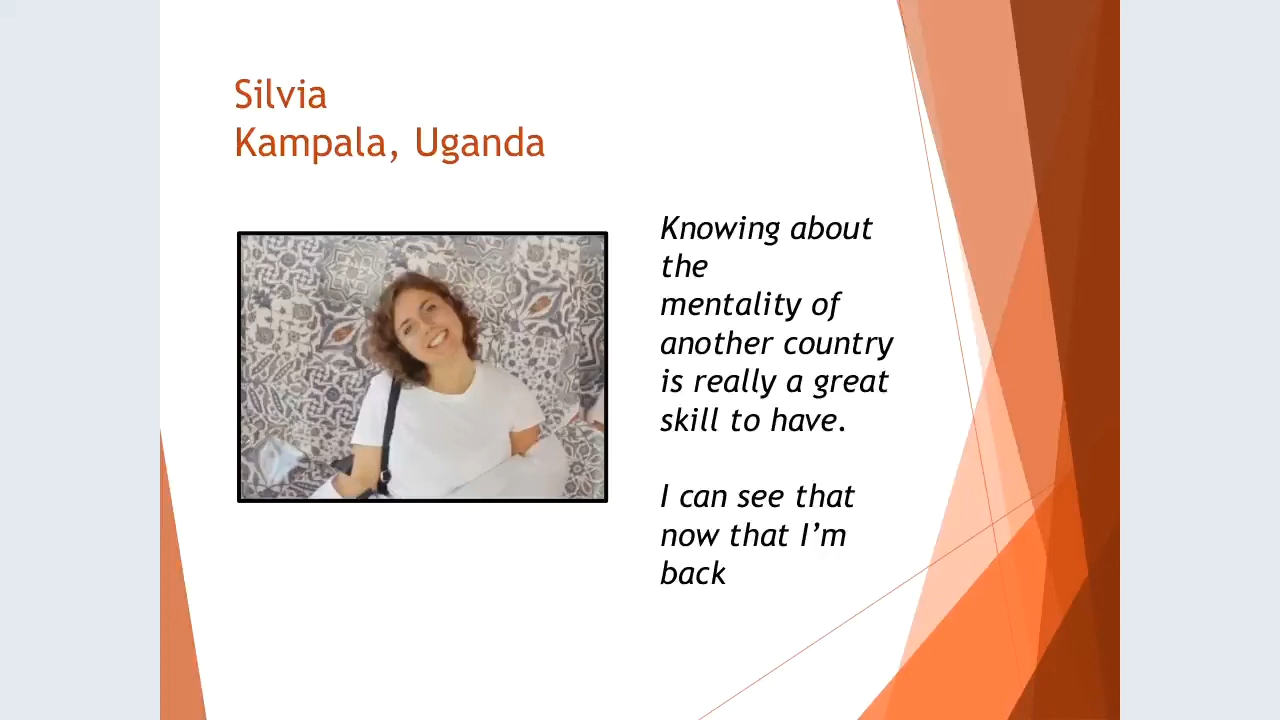 Silvia
Kampala, Uganda
Knowing about
the
mentality of
another country
is really a great
skill to have.
I can see that
now that I’m
back